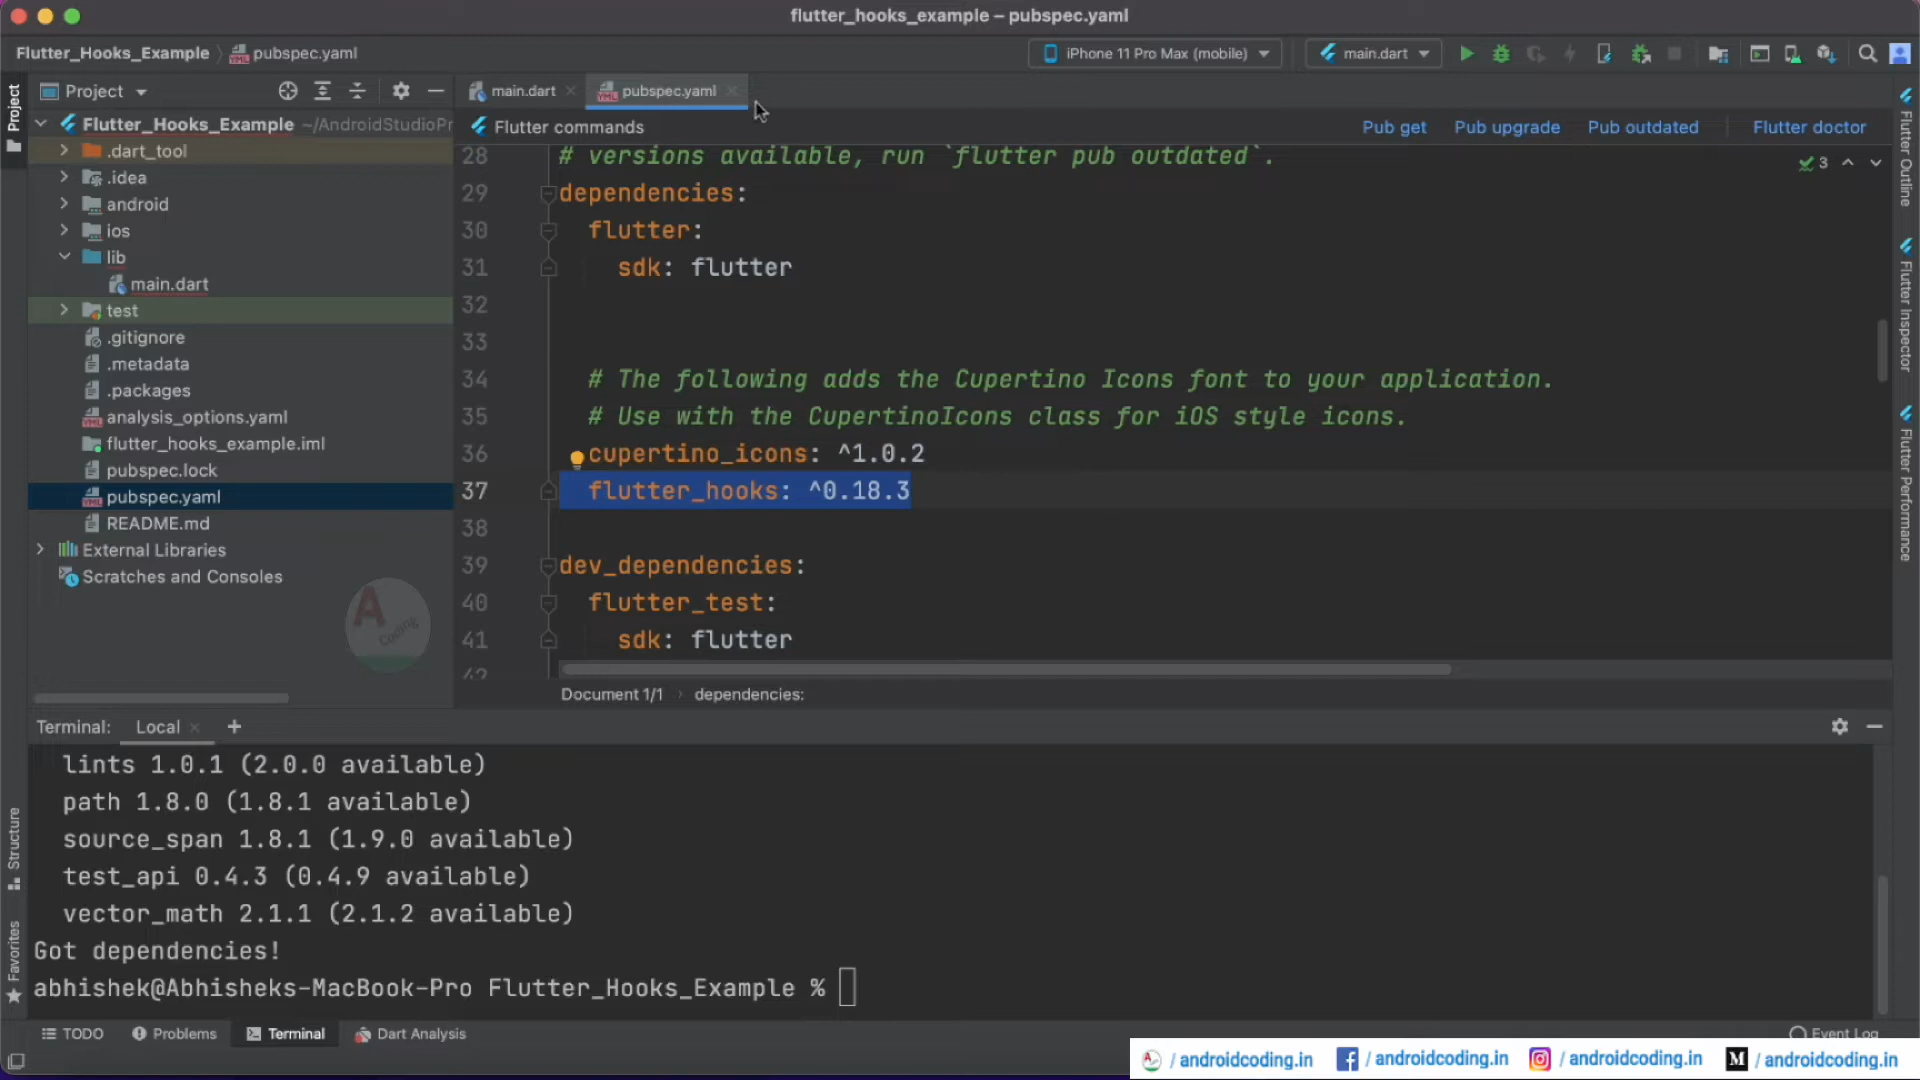 flutter_hooks_example – pubspec.yaml
Flutter_Hooks_Example
pubspec.yaml
iPhone 11 Pro Max (mobile)
main.dart
Project
main.dart
pubspec.yaml
Flutter commands
Pub get
Pub upgrade
Pub outdated
Flutter doctor
Project
Flutter_Hooks_Example ~/AndroidStudioPr
.dart_tool
.idea
android
ios
lib
main.dart
test
.gitignore
.metadata
.packages
analysis_options.yaml
flutter_hooks_example.iml
pubspec.lock
pubspec.yaml
README.md
External Libraries
Scratches and Consoles
A Coding
28 # versions available, run `flutter pub outdated`.
29 dependencies:
30 flutter:
31 sdk: flutter
32
33
34 # The following adds the Cupertino Icons font to your application.
35 # Use with the CupertinoIcons class for iOS style icons.
36 cupertino_icons: ^1.0.2
37 flutter_hooks: ^0.18.3
38
39 dev_dependencies:
40 flutter_test:
41 sdk: flutter
42
3
Document 1/1
dependencies:
Flutter Outline
Flutter Inspector
Flutter Performance
Terminal:
Local
lints 1.0.1 (2.0.0 available)
path 1.8.0 (1.8.1 available)
source_span 1.8.1 (1.9.0 available)
test_api 0.4.3 (0.4.9 available)
vector_math 2.1.1 (2.1.2 available)
Got dependencies!
abhishek@Abhisheks-MacBook-Pro Flutter_Hooks_Example %
Structure
Favorites
TODO
Problems
Terminal
Dart Analysis
Event Log
/ androidcoding.in
/ androidcoding.in
/ androidcoding.in
/ androidcoding.in